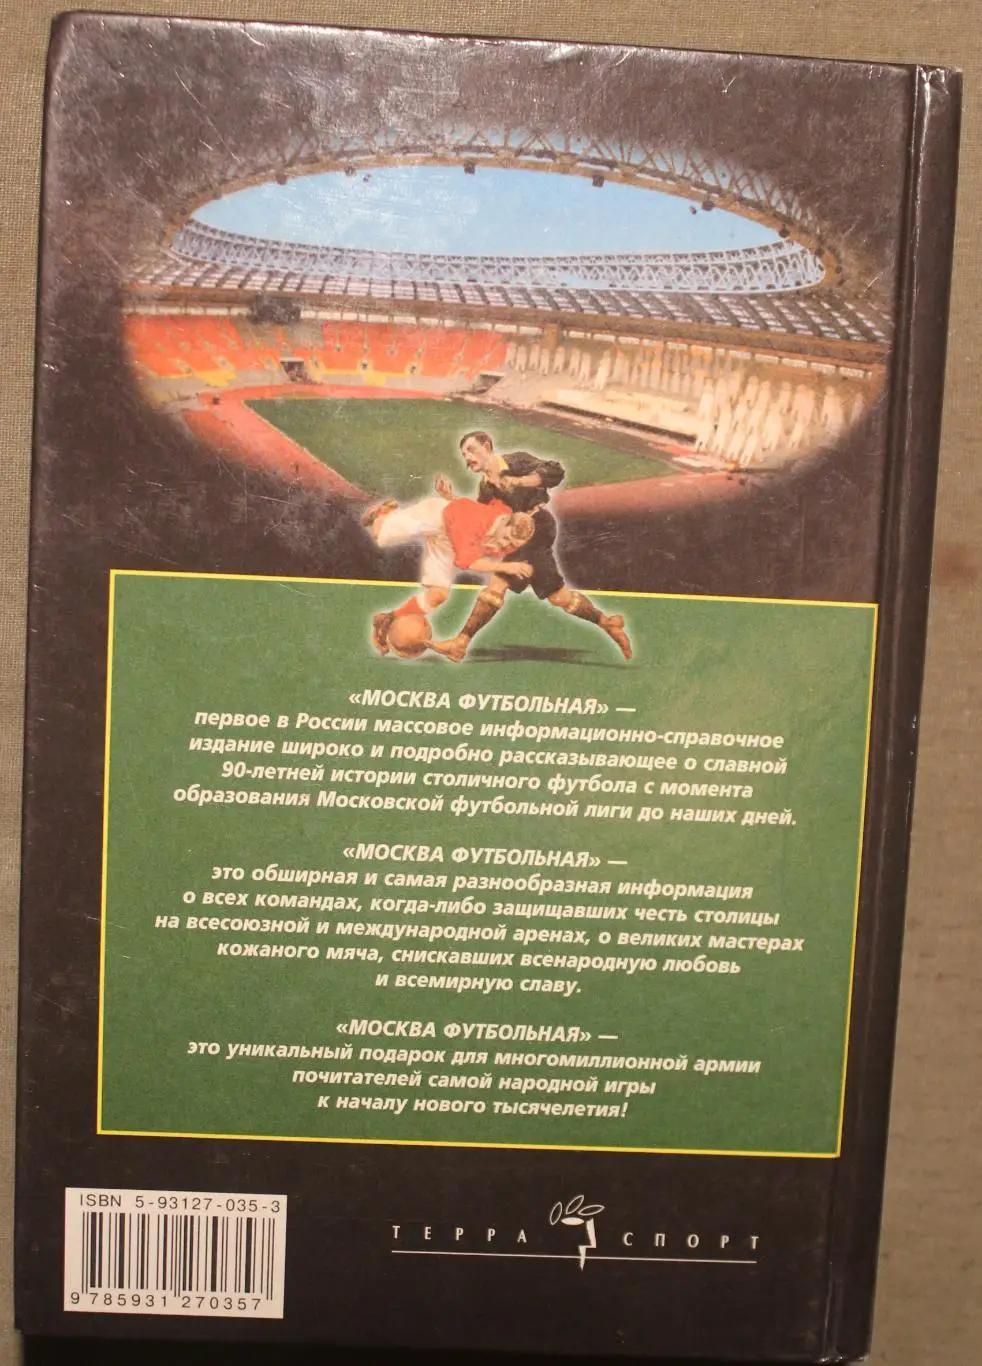 «МОСКВА ФУТБОЛЬНАЯ» —
первое в России массовое информационно-справочное
издание широко и подробно рассказывающее о славной
90-летней истории столичного футбола с момента
образования Московской футбольной лиги до наших дней.
«МОСКВА ФУТБОЛЬНАЯ» —
это обширная и самая разнообразная информация
о всех командах, когда-либо защищавших честь столицы
на всесоюзной и международной аренах, о великих мастерах
кожаного мяча, снискавших всенародную любовь
и всемирную славу.
«МОСКВА ФУТБОЛЬНАЯ» —
это уникальный подарок для многомиллионной армии
почитателей самой народной игры
к началу нового тысячелетия!
ISBN 5-93127-035-3
9 785931 270357
ТЕРРА СПОРТ